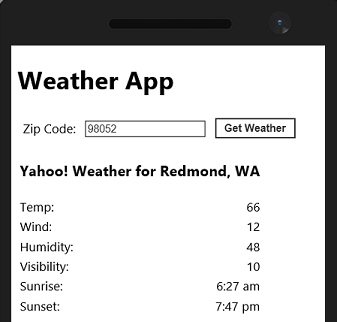 Weather App
Zip Code: 98052 Get Weather
Yahoo! Weather for Redmond, WA
Temp: 66
Wind: 12
Humidity: 48
Visibility: 10
Sunrise: 6:27 am
Sunset: 7:47 pm